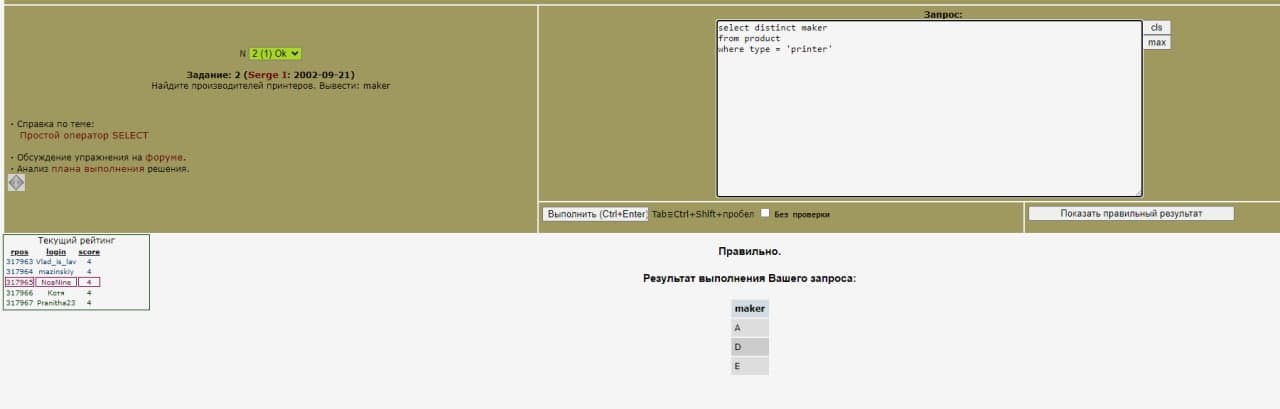 N 2 (1) Ok
Задание: 2 (Serge I: 2002-09-21)
Найдите производителей принтеров. Вывести: maker
· Справка по теме:
Простой оператор SELECT
· Обсуждение упражнения на форуме.
· Анализ плана выполнения решения.
Запрос:
select distinct maker
from product
where type = 'printer'
cls
max
Выполнить (Ctrl+Enter) Tab≡Ctrl+Shift+пробел Без проверки
Показать правильный результат
Текущий рейтинг
rpos login score
317963 Vlad_is_lav 4
317964 mazinskiy 4
317965 NoaNine 4
317966 Котя 4
317967 Pranitha23 4
Правильно.
Результат выполнения Вашего запроса:
maker
A
D
E